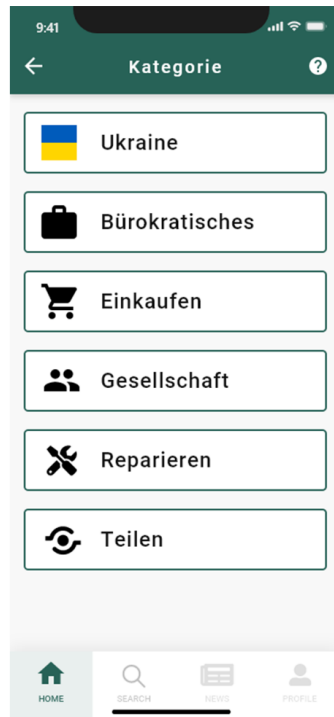 9:41
Kategorie
Ukraine
Bürokratisches
Einkaufen
Gesellschaft
Reparieren
Teilen
HOME
SEARCH
NEWS
PROFILE